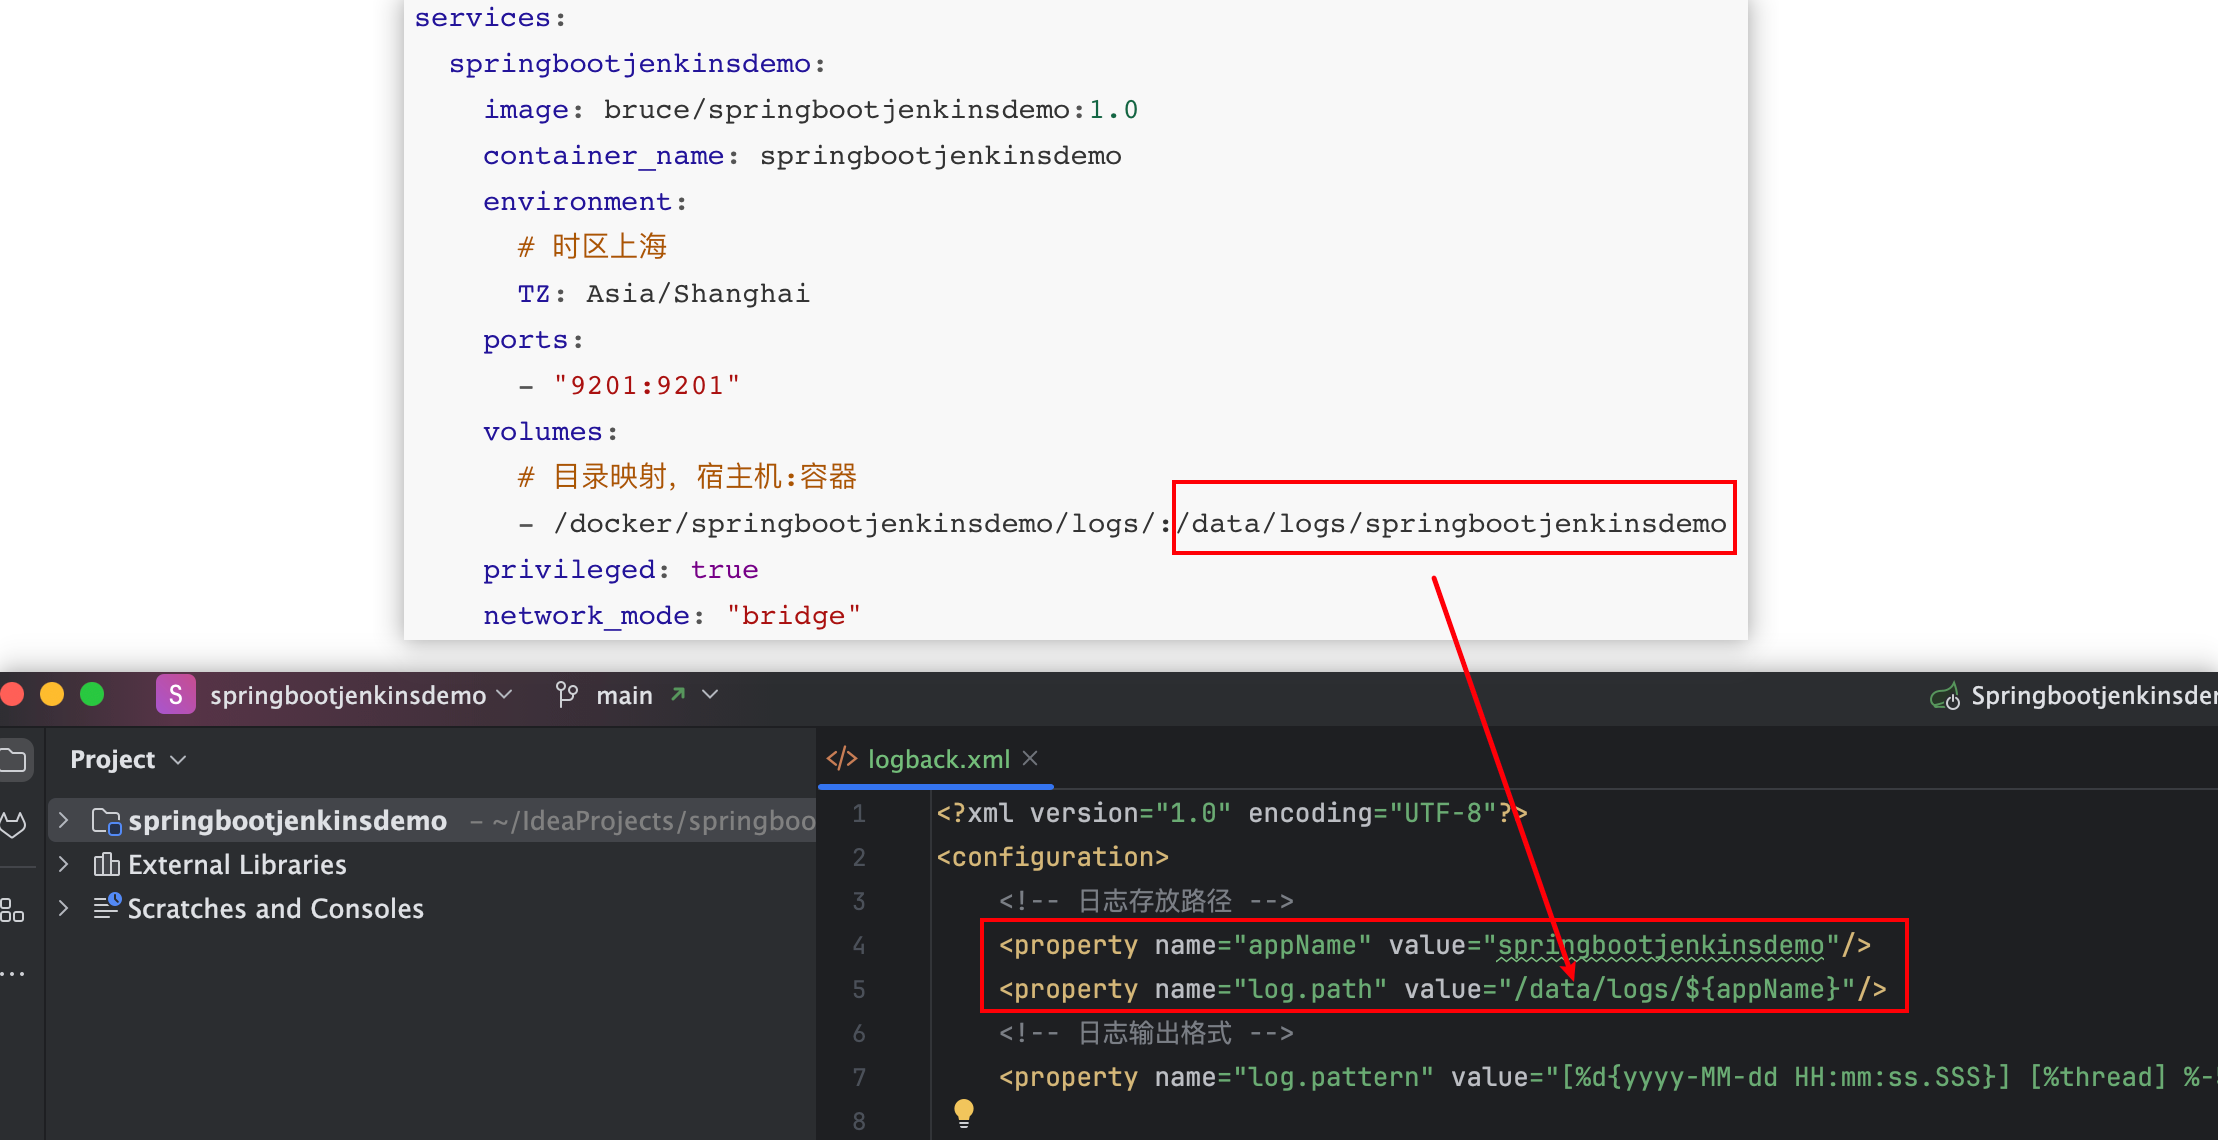 services:
springbootjenkinsdemo:
image: bruce/springbootjenkinsdemo:1.0
container_name: springbootjenkinsdemo
environment:
# 时区上海
TZ: Asia/Shanghai
ports:
- "9201:9201"
volumes:
# 目录映射，宿主机:容器
- /docker/springbootjenkinsdemo/logs/:/data/logs/springbootjenkinsdemo
privileged: true
network_mode: "bridge"
S springbootjenkinsdemo main Springbootjenkinsde
Project
logback.xml
springbootjenkinsdemo – ~/IdeaProjects/springboo
External Libraries
Scratches and Consoles
1 <?xml version="1.0" encoding="UTF-8"?>
2 <configuration>
3 <!-- 日志存放路径 -->
4 <property name="appName" value="springbootjenkinsdemo"/>
5 <property name="log.path" value="/data/logs/${appName}"/>
6 <!-- 日志输出格式 -->
7 <property name="log.pattern" value="[%d{yyyy-MM-dd HH:mm:ss.SSS}] [%thread] %-
8